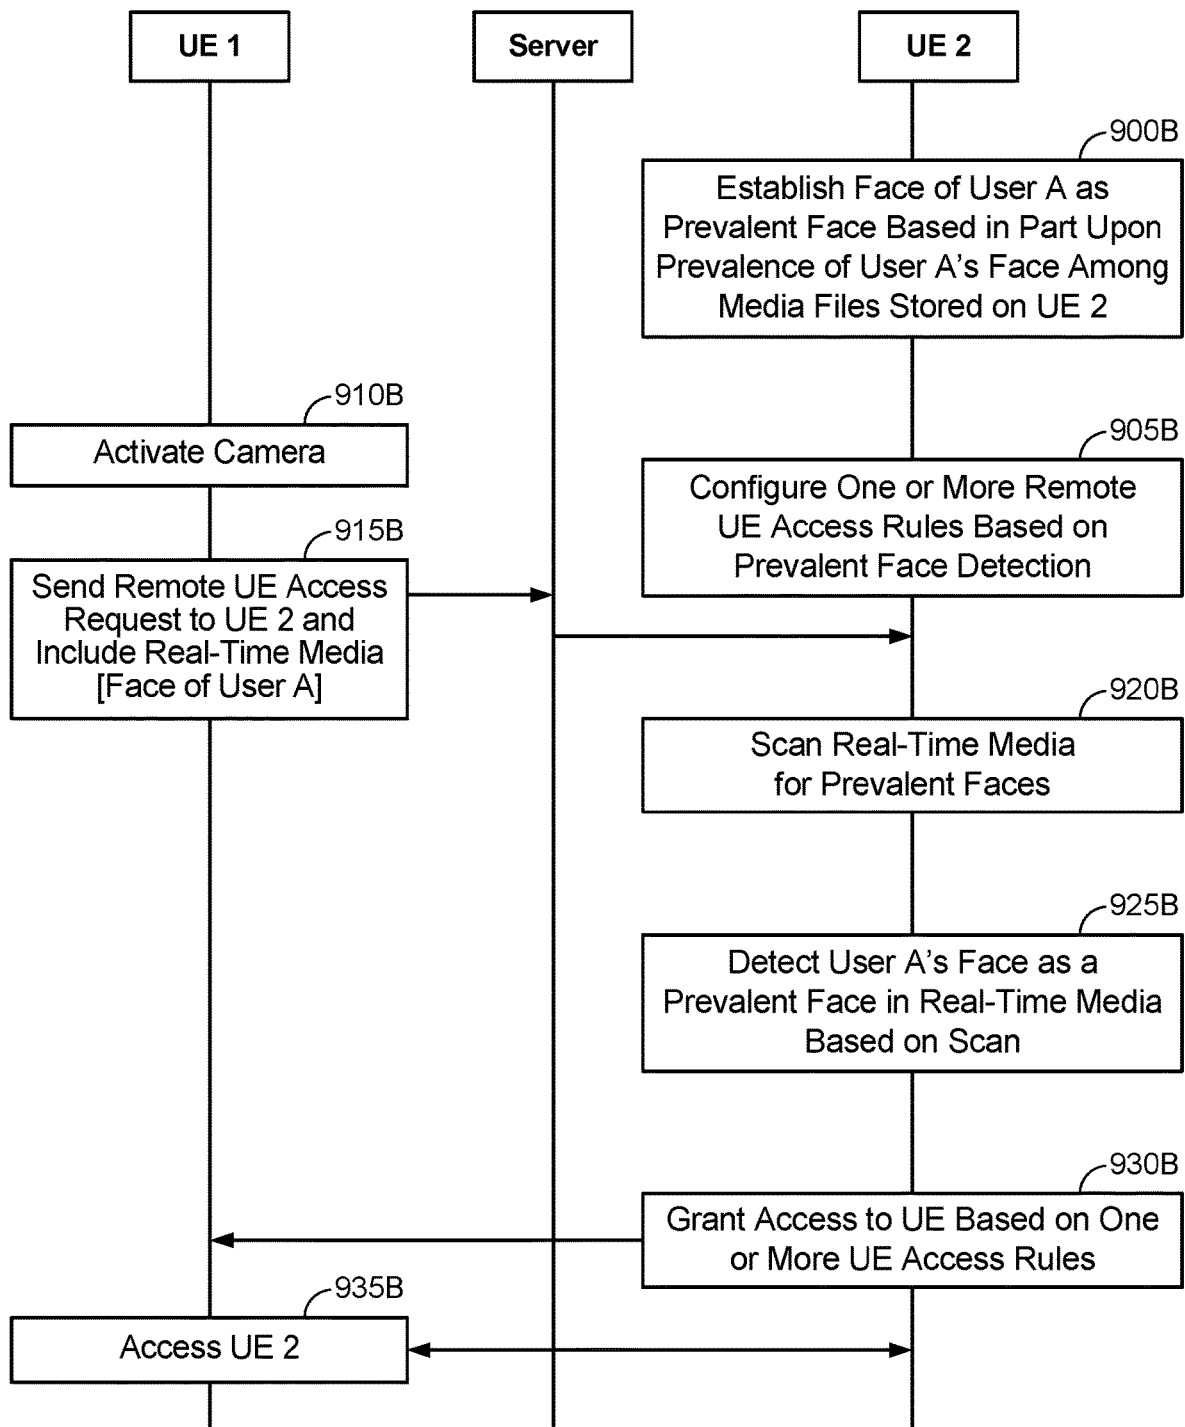 UE 1
Server
UE 2
900B
Establish Face of User A as
Prevalent Face Based in Part Upon
Prevalence of User A's Face Among
Media Files Stored on UE 2
910B
Activate Camera
905B
Configure One or More Remote
UE Access Rules Based on
Prevalent Face Detection
915B
Send Remote UE Access
Request to UE 2 and
Include Real-Time Media
[Face of User A]
920B
Scan Real-Time Media
for Prevalent Faces
925B
Detect User A's Face as a
Prevalent Face in Real-Time Media
Based on Scan
930B
Grant Access to UE Based on One
or More UE Access Rules
935B
Access UE 2